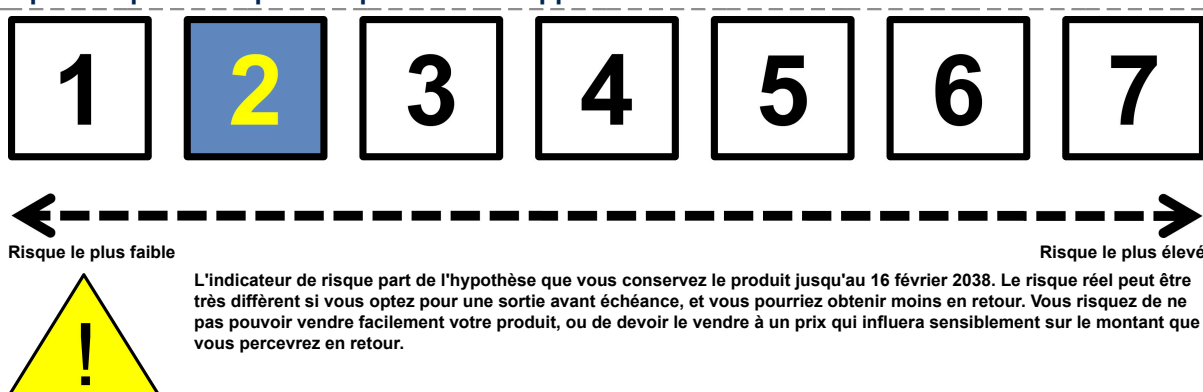 1 2 3 4 5 6 7
Risque le plus faible Risque le plus élevé
L'indicateur de risque part de l'hypothèse que vous conservez le produit jusqu'au 16 février 2038. Le risque réel peut être
très diffèrent si vous optez pour une sortie avant échéance, et vous pourriez obtenir moins en retour. Vous risquez de ne
pas pouvoir vendre facilement votre produit, ou de devoir le vendre à un prix qui influera sensiblement sur le montant que
vous percevrez en retour.
!